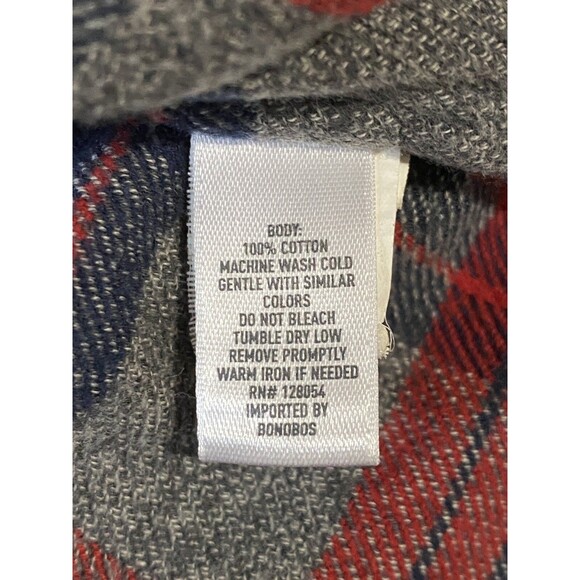 BODY:
100% COTTON
MACHINE WASH COLD
GENTLE WITH SIMILAR
COLORS
DO NOT BLEACH
TUMBLE DRY LOW
REMOVE PROMPTLY
WARM IRON IF NEEDED
RN# 128054
IMPORTED BY
BONOBOS